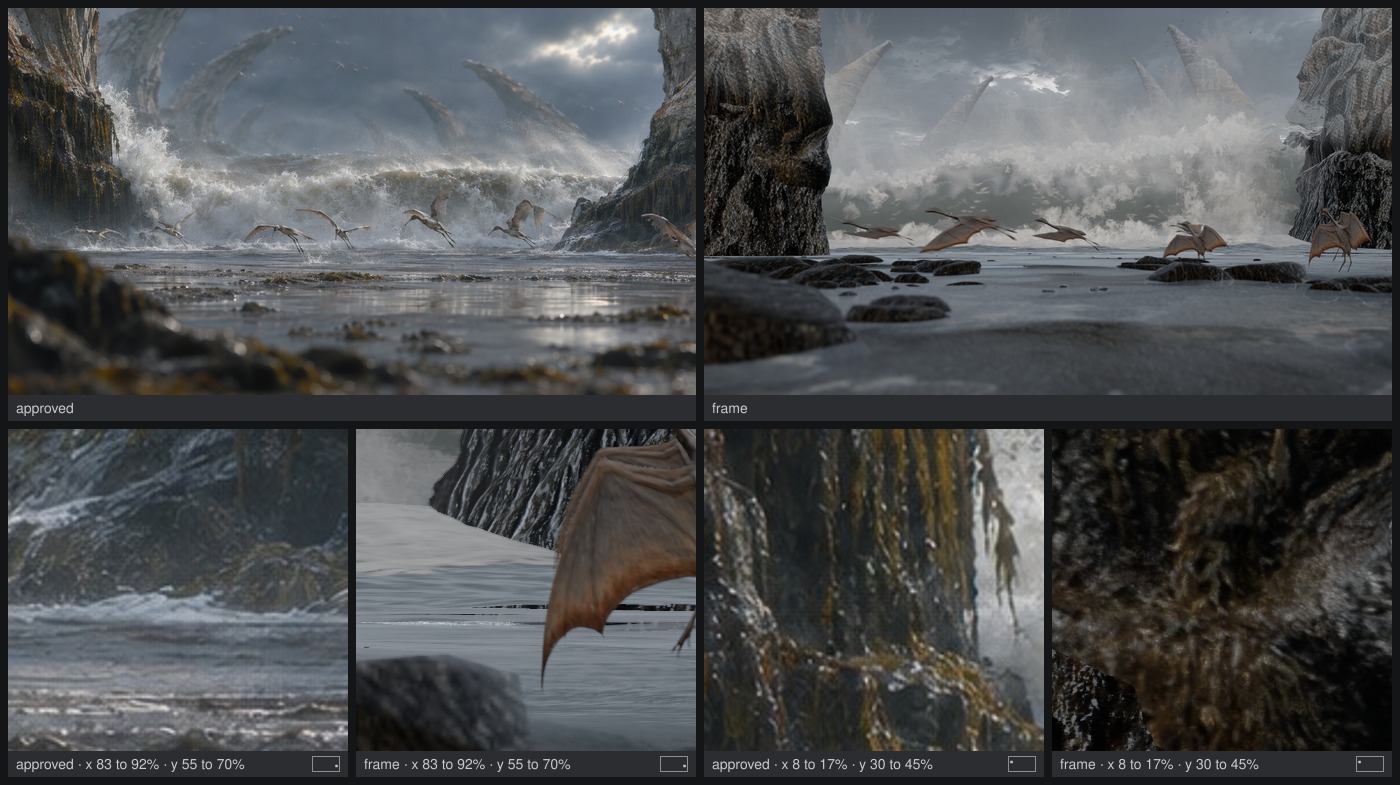 approved
frame
approved · x 83 to 92% · y 55 to 70%
frame · x 83 to 92% · y 55 to 70%
approved · x 8 to 17% · y 30 to 45%
frame · x 8 to 17% · y 30 to 45%